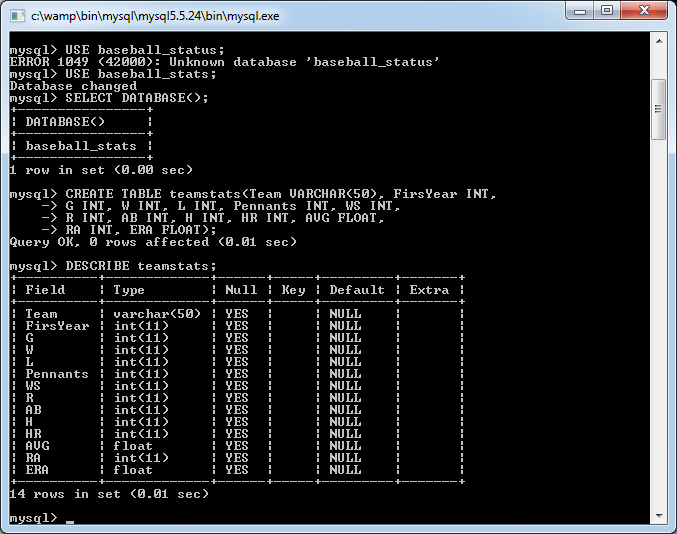 c:\wamp\bin\mysql\mysql5.5.24\bin\mysql.exe
mysql> USE baseball_status;
ERROR 1049 (42000): Unknown database 'baseball_status'
mysql> USE baseball_stats;
Database changed
mysql> SELECT DATABASE();
+----------------+
| DATABASE()     |
+----------------+
| baseball_stats |
+----------------+
1 row in set (0.00 sec)
mysql> CREATE TABLE teamstats(Team VARCHAR(50), FirsYear INT,
    -> G INT, W INT, L INT, Pennants INT, WS INT,
    -> R INT, AB INT, H INT, HR INT, AVG FLOAT,
    -> RA INT, ERA FLOAT);
Query OK, 0 rows affected (0.01 sec)
mysql> DESCRIBE teamstats;
+----------+-------------+------+-----+---------+-------+
| Field    | Type        | Null | Key | Default | Extra |
+----------+-------------+------+-----+---------+-------+
| Team     | varchar(50) | YES  |     | NULL    |       |
| FirsYear | int(11)     | YES  |     | NULL    |       |
| G        | int(11)     | YES  |     | NULL    |       |
| W        | int(11)     | YES  |     | NULL    |       |
| L        | int(11)     | YES  |     | NULL    |       |
| Pennants | int(11)     | YES  |     | NULL    |       |
| WS       | int(11)     | YES  |     | NULL    |       |
| R        | int(11)     | YES  |     | NULL    |       |
| AB       | int(11)     | YES  |     | NULL    |       |
| H        | int(11)     | YES  |     | NULL    |       |
| HR       | int(11)     | YES  |     | NULL    |       |
| AVG      | float       | YES  |     | NULL    |       |
| RA       | int(11)     | YES  |     | NULL    |       |
| ERA      | float       | YES  |     | NULL    |       |
+----------+-------------+------+-----+---------+-------+
14 rows in set (0.01 sec)
mysql> _